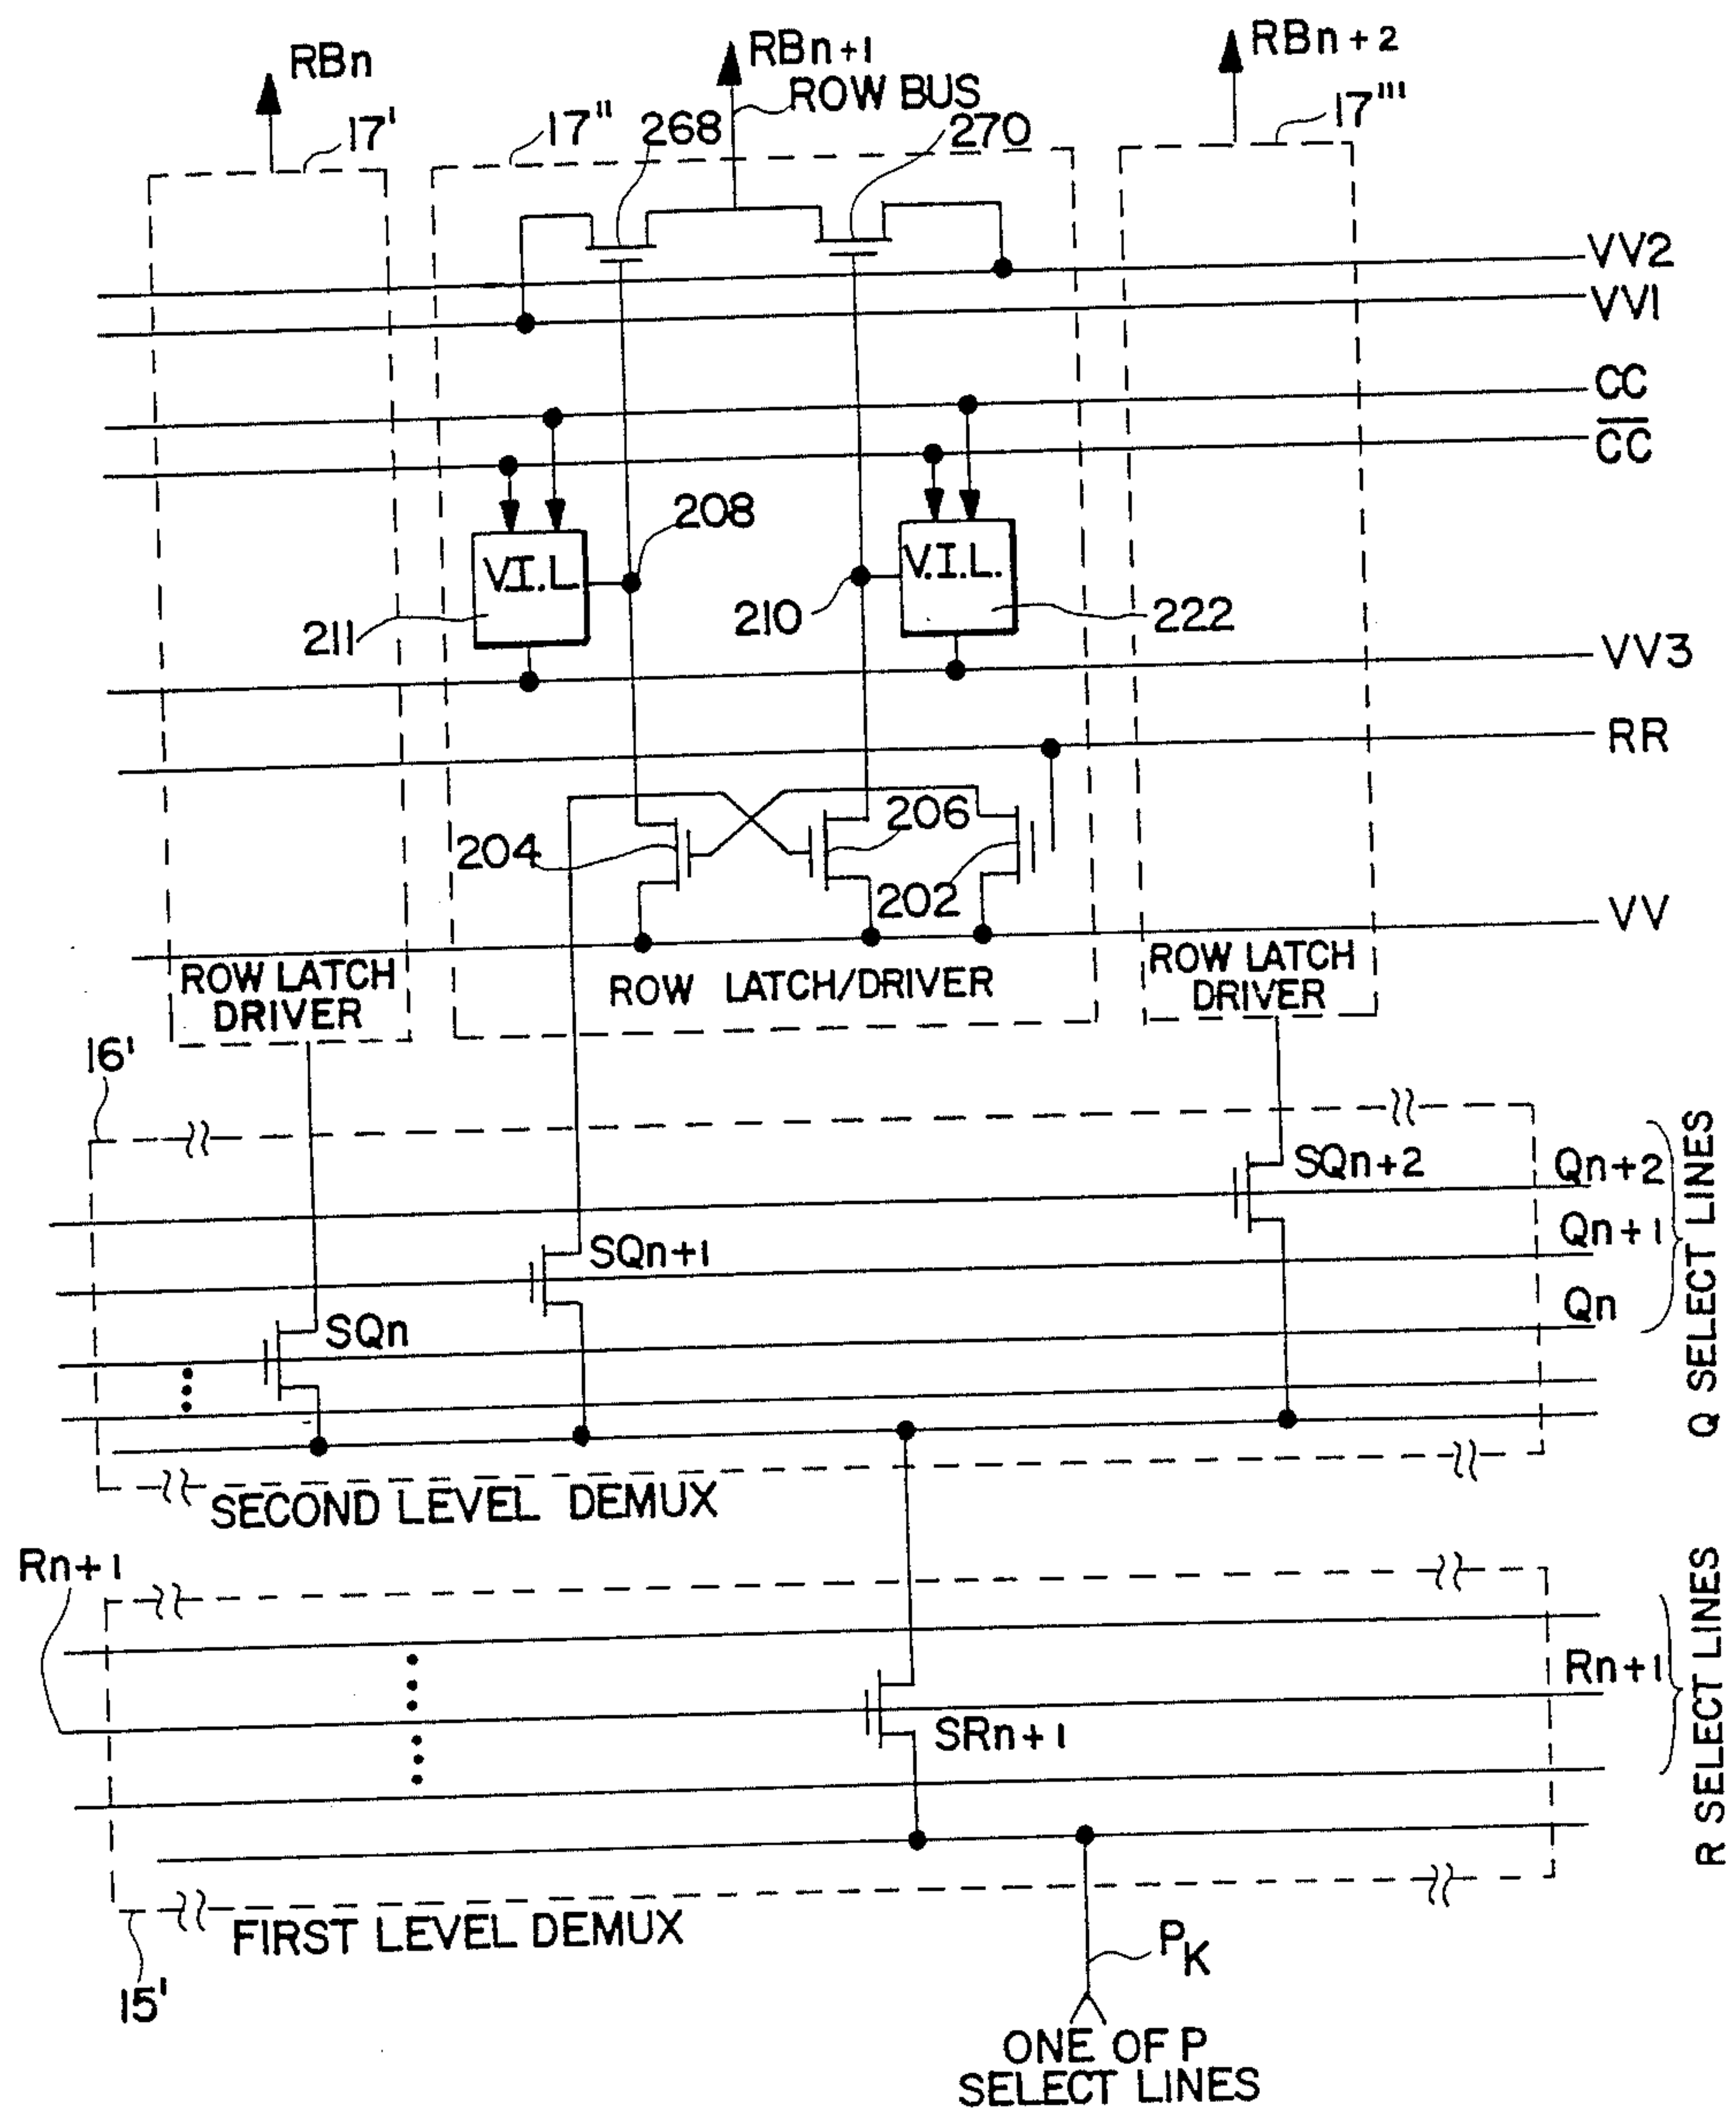 RBn
RBn+1
RBn+2
ROW BUS
17'
17"
268
270
17'''
VV2
VV1
CC
C̅C̅
V.I.L
208
V.I.L.
211
210
222
VV3
RR
204
206
202
VV
ROW LATCH
DRIVER
ROW LATCH/DRIVER
ROW LATCH
DRIVER
16'
SQn+2
Qn+2
SQn+1
Qn+1
SQn
Qn
Q SELECT LINES
SECOND LEVEL DEMUX
Rn+1
Rn+1
SRn+1
R SELECT LINES
FIRST LEVEL DEMUX
15'
PK
ONE OF P
SELECT LINES